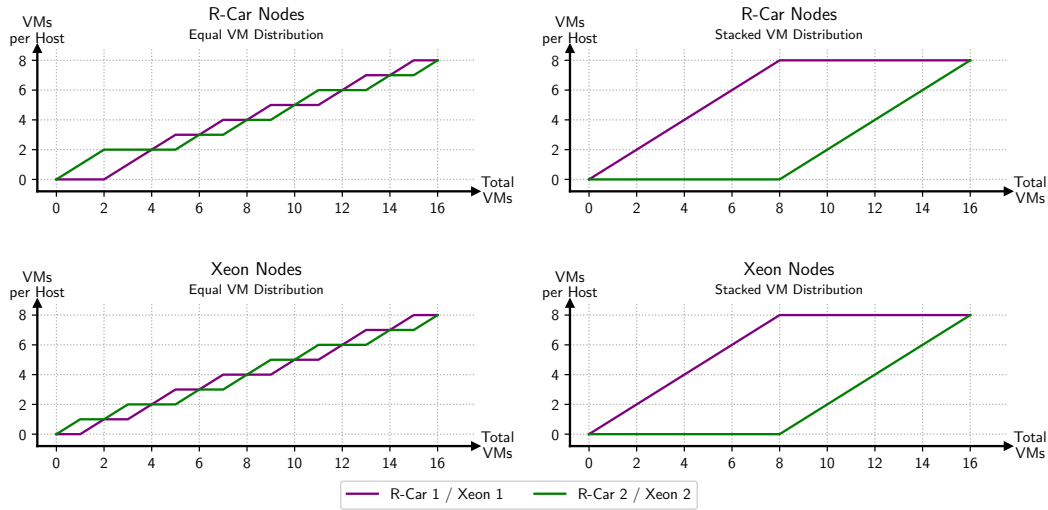 R-Car Nodes
Equal VM Distribution
VMs
per Host
8
6
4
2
0
0 2 4 6 8 10 12 14 16
Total
VMs
R-Car Nodes
Stacked VM Distribution
VMs
per Host
8
6
4
2
0
0 2 4 6 8 10 12 14 16
Total
VMs
Xeon Nodes
Equal VM Distribution
VMs
per Host
8
6
4
2
0
0 2 4 6 8 10 12 14 16
Total
VMs
Xeon Nodes
Stacked VM Distribution
VMs
per Host
8
6
4
2
0
0 2 4 6 8 10 12 14 16
Total
VMs
R-Car 1 / Xeon 1 R-Car 2 / Xeon 2